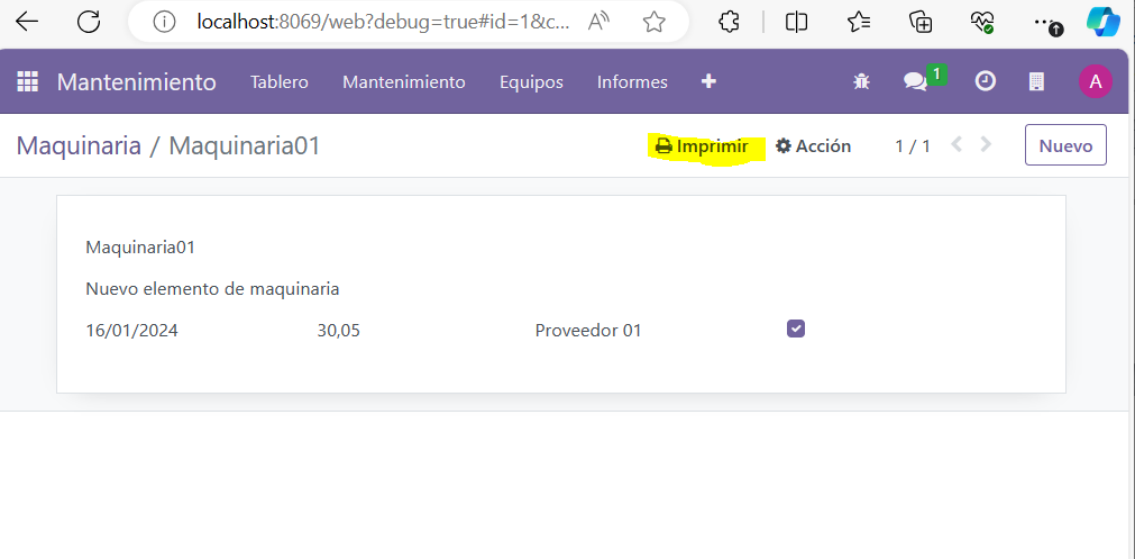 localhost:8069/web?debug=true#id=1&c... A
Mantenimiento Tablero Mantenimiento Equipos Informes + 1 A
Maquinaria / Maquinaria01 Imprimir Acción 1 / 1 Nuevo
Maquinaria01
Nuevo elemento de maquinaria
16/01/2024 30,05 Proveedor 01